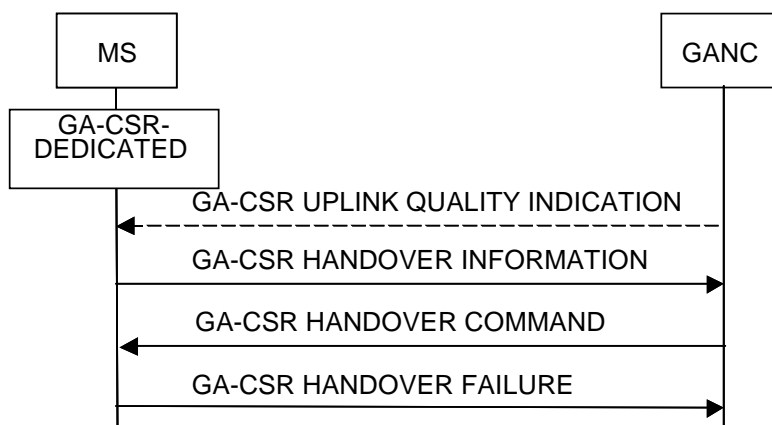 MS
GANC
GA-CSR-
DEDICATED
GA-CSR UPLINK QUALITY INDICATION
GA-CSR HANDOVER INFORMATION
GA-CSR HANDOVER COMMAND
GA-CSR HANDOVER FAILURE